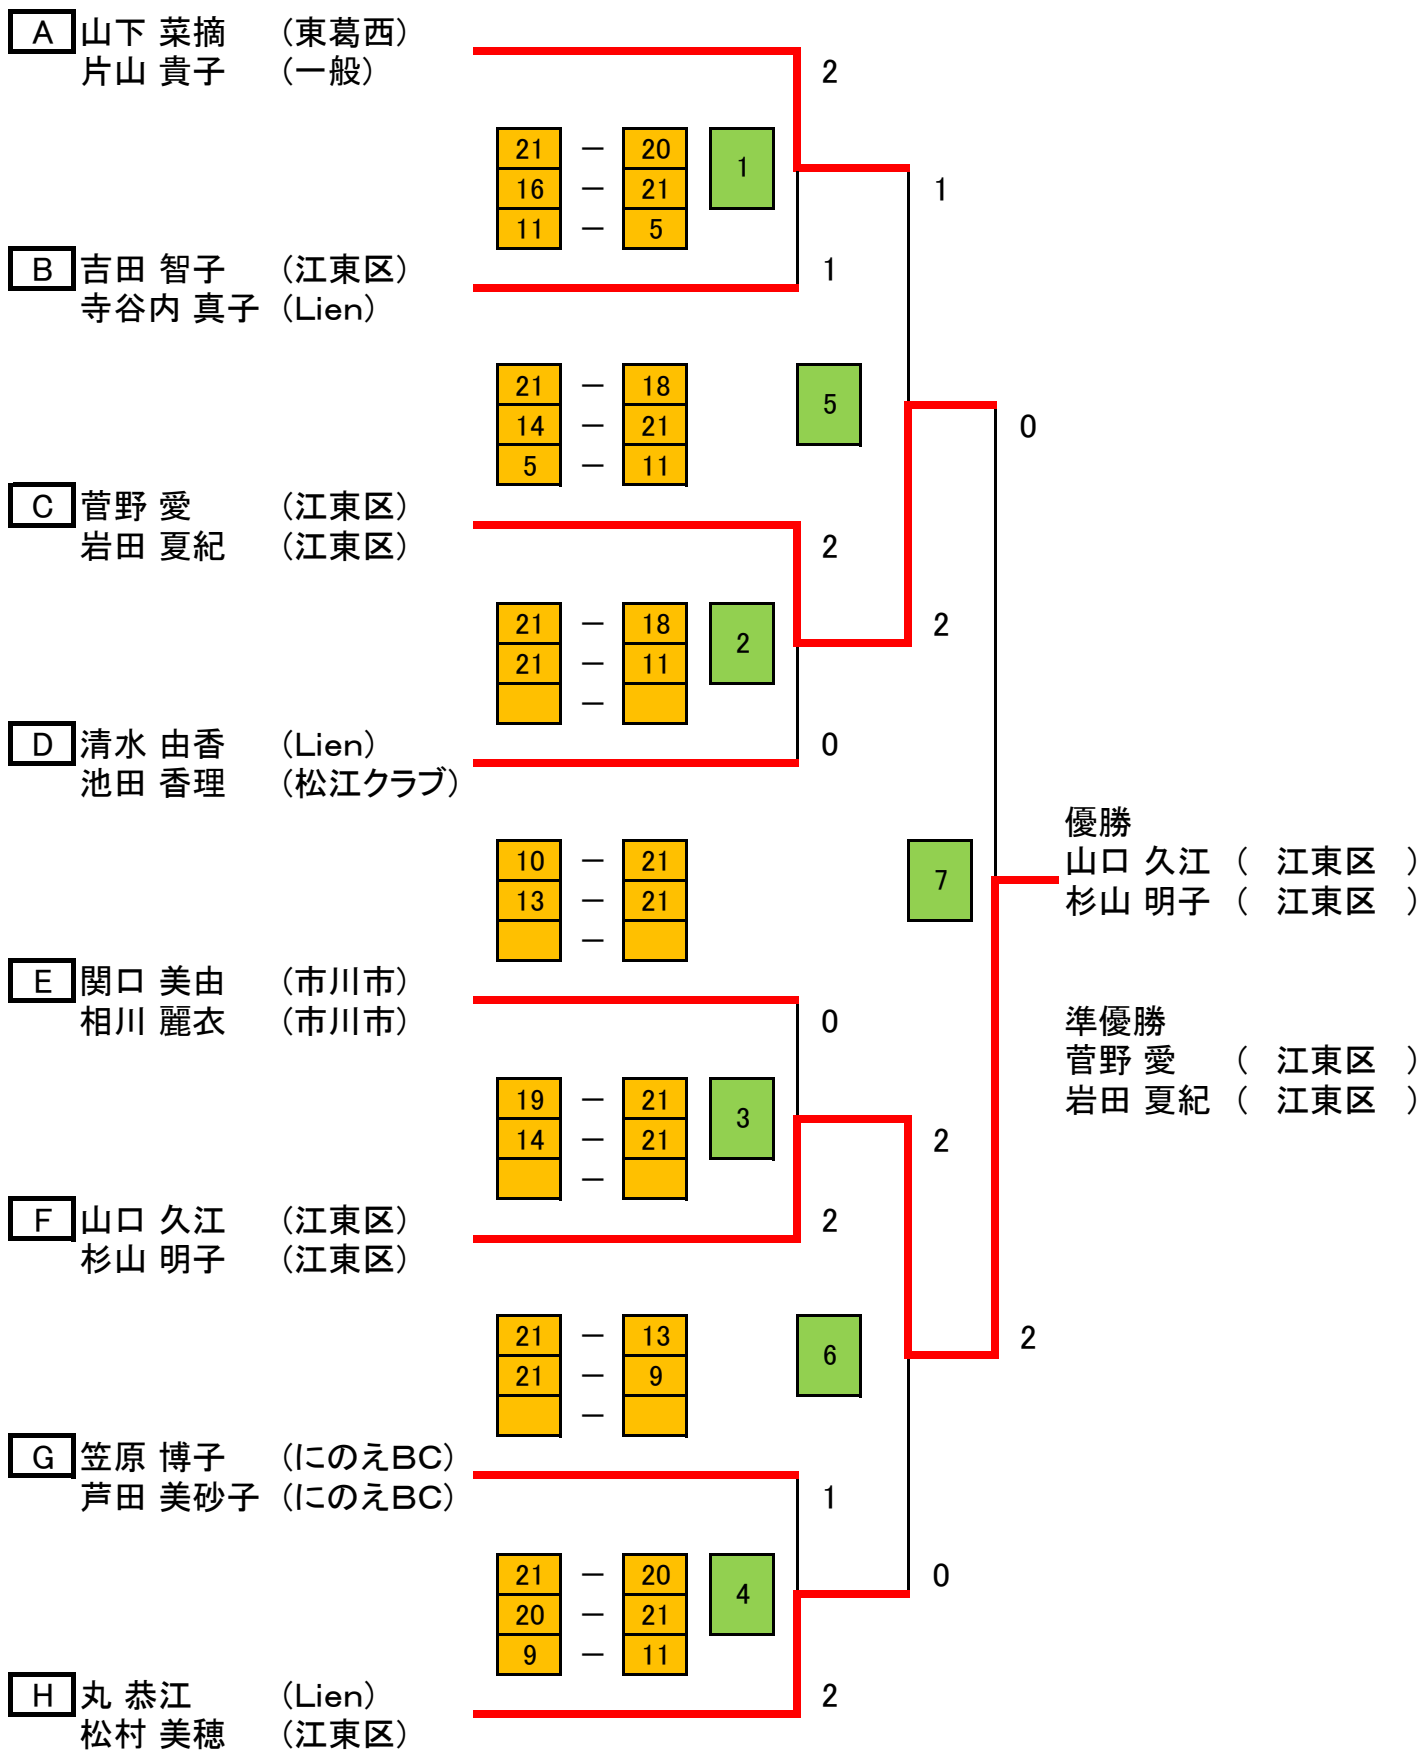 A 山下 菜摘 (東葛西)
片山 貴子 (一般)
2
21 － 20 1
16 － 21
1
11 － 5
B 吉田 智子 (江東区)
1
寺谷内 真子 (Lien)
21 － 18 5
14 － 21
0
5 － 11
C 菅野 愛 (江東区)
岩田 夏紀 (江東区)
2
21 － 18 2
2
21 － 11
－
D 清水 由香 (Lien)
0
池田 香理 (松江クラブ)
優勝
10 － 21 7
山口 久江 ( 江東区 )
13 － 21
杉山 明子 ( 江東区 )
－
E 関口 美由 (市川市)
相川 麗衣 (市川市)
0
準優勝
菅野 愛 ( 江東区 )
岩田 夏紀 ( 江東区 )
19 － 21 3
14 － 21
2
－
F 山口 久江 (江東区)
2
杉山 明子 (江東区)
21 － 13 6
2
21 － 9
－
G 笠原 博子 (にのえBC)
芦田 美砂子 (にのえBC)
1
21 － 20 4
0
20 － 21
9 － 11
H 丸 恭江 (Lien)
2
松村 美穂 (江東区)